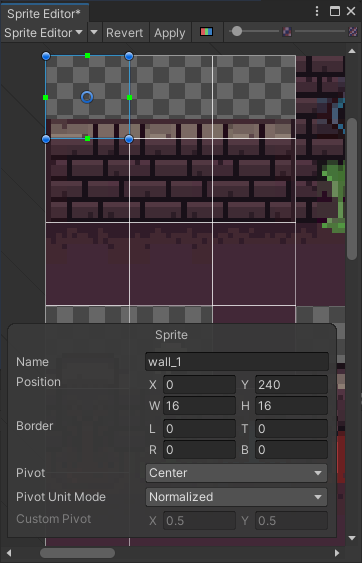 Sprite Editor*
Sprite Editor Revert Apply
Sprite
Name wall_1
Position X 0 Y 240
W 16 H 16
Border L 0 T 0
R 0 B 0
Pivot Center
Pivot Unit Mode Normalized
Custom Pivot X 0.5 Y 0.5